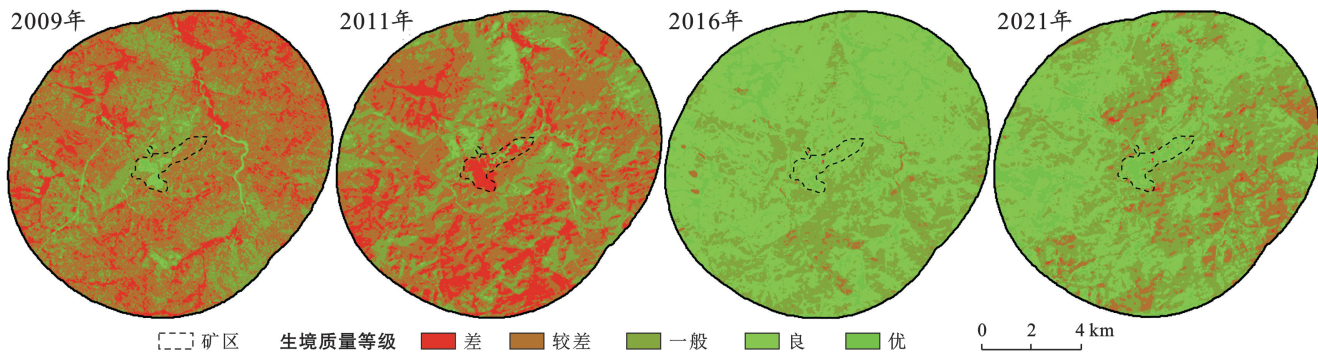 2009年 2011年 2016年 2021年
矿区 生境质量等级 差 较差 一般 良 优 0 2 4 km